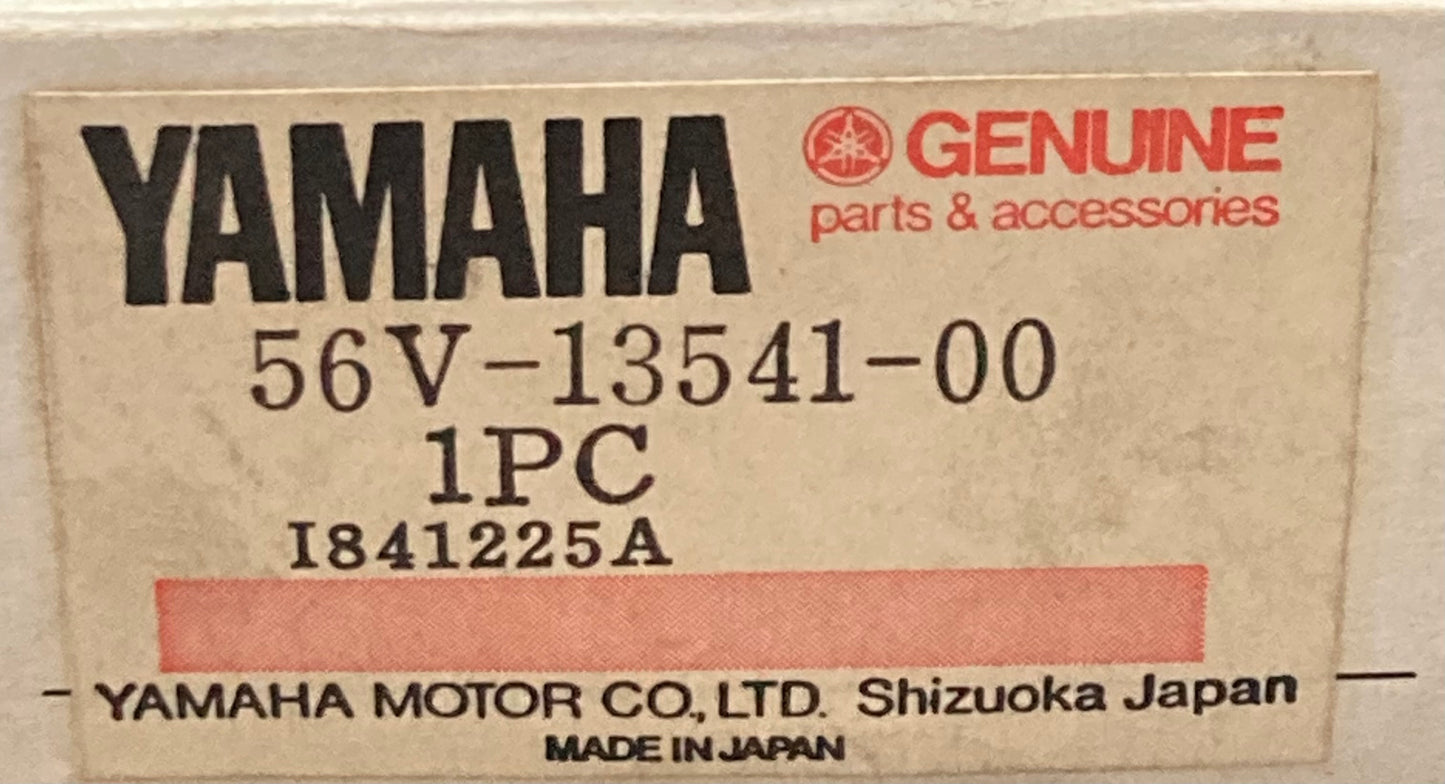 YAMAHA
GENUINE
parts & accessories
56V-13541-00
1PC
I841225A
YAMAHA MOTOR CO., LTD. Shizuoka Japan
MADE IN JAPAN